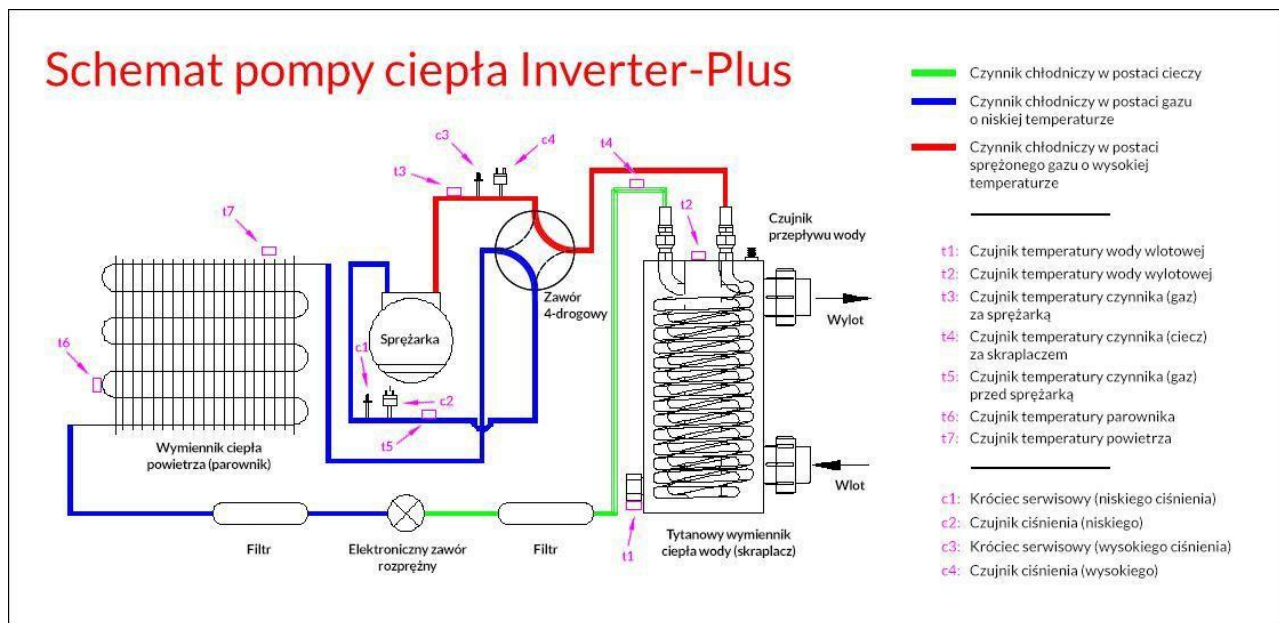 Schemat pompy ciepła Inverter-Plus
Czynnik chłodniczy w postaci cieczy
Czynnik chłodniczy w postaci gazu
o niskiej temperaturze
Czynnik chłodniczy w postaci
sprężonego gazu o wysokiej
temperaturze
t1: Czujnik temperatury wody wlotowej
t2: Czujnik temperatury wody wylotowej
t3: Czujnik temperatury czynnika (gaz)
za sprężarką
t4: Czujnik temperatury czynnika (ciecz)
za skraplaczem
t5: Czujnik temperatury czynnika (gaz)
przed sprężarką
t6: Czujnik temperatury parownika
t7: Czujnik temperatury powietrza
c1: Króciec serwisowy (niskiego ciśnienia)
c2: Czujnik ciśnienia (niskiego)
c3: Króciec serwisowy (wysokiego ciśnienia)
c4: Czujnik ciśnienia (wysokiego)
c3
c4
t4
t3
t7
t2
Czujnik
przepływu wody
Zawór
4-drogowy
Wylot
Sprężarka
t6
c1
c2
t5
Wymiennik ciepła
powietrza (parownik)
Wlot
Filtr
Elektroniczny zawór
rozprężny
Filtr
t1
Tytanowy wymiennik
ciepła wody (skraplacz)